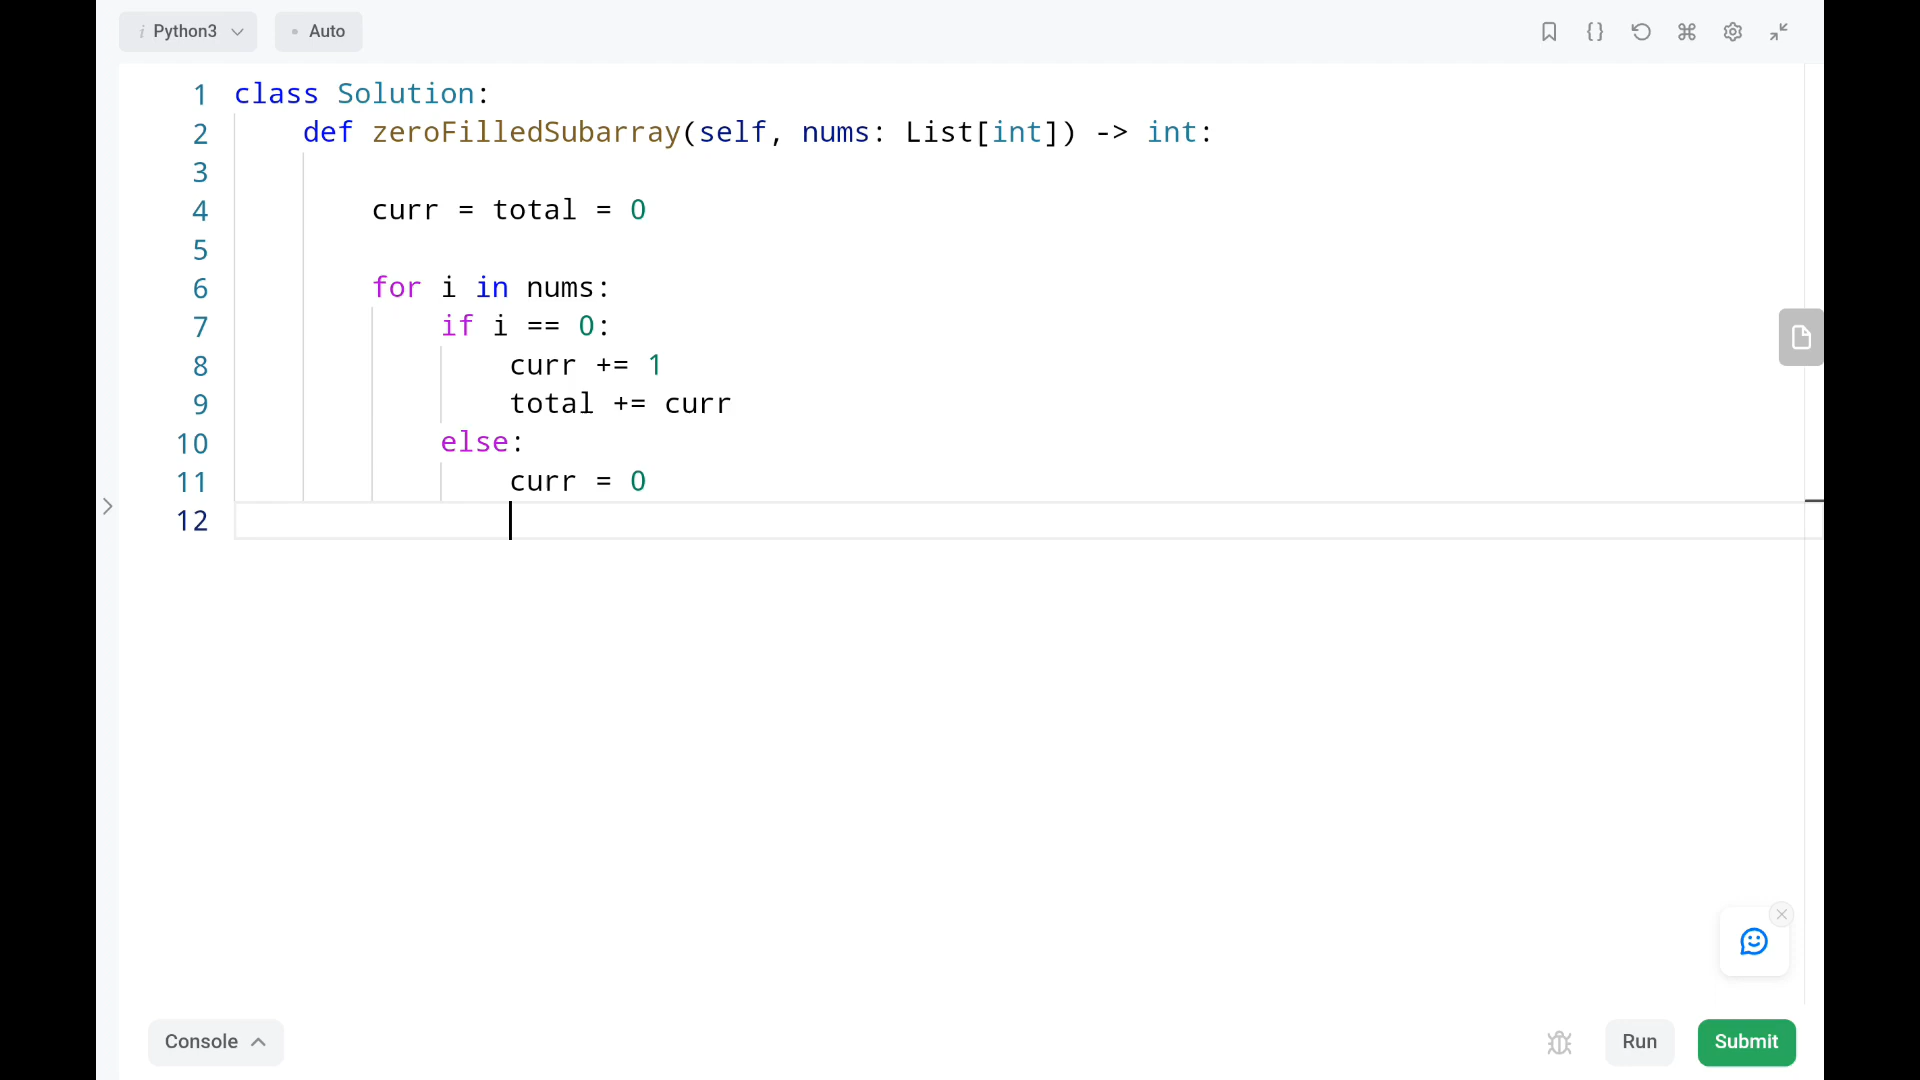 i Python3
Auto
1 class Solution:
2     def zeroFilledSubarray(self, nums: List[int]) -> int:
3
4         curr = total = 0
5
6         for i in nums:
7             if i == 0:
8                 curr += 1
9                 total += curr
10             else:
11                 curr = 0
12
Console
Run
Submit